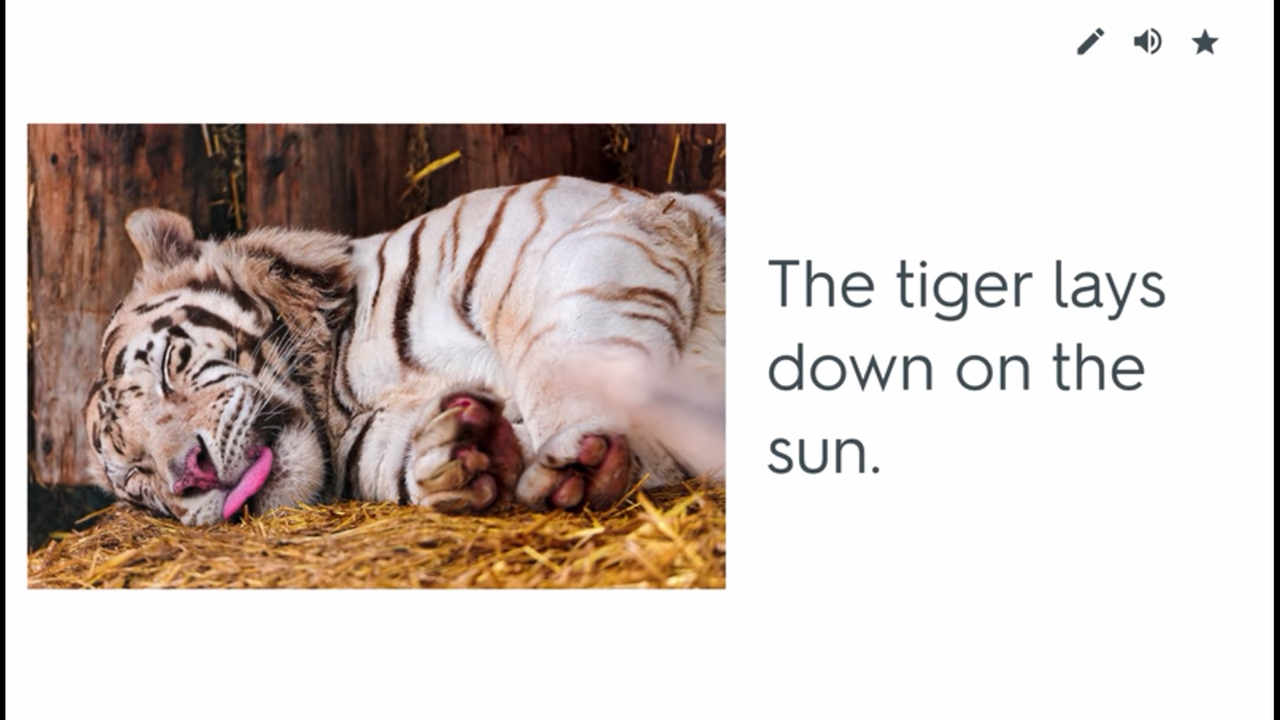 The tiger lays
down on the
sun.